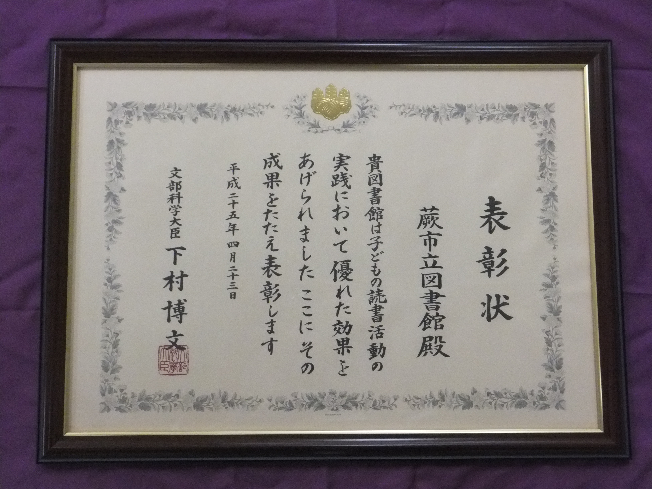 表彰状
蕨市立図書館殿
貴図書館は子どもの読書活動の
実践において優れた効果を
あげられました ここに その
成果をたたえ表彰します
平成二十五年 四月二十三日
文部科学大臣 下村博文